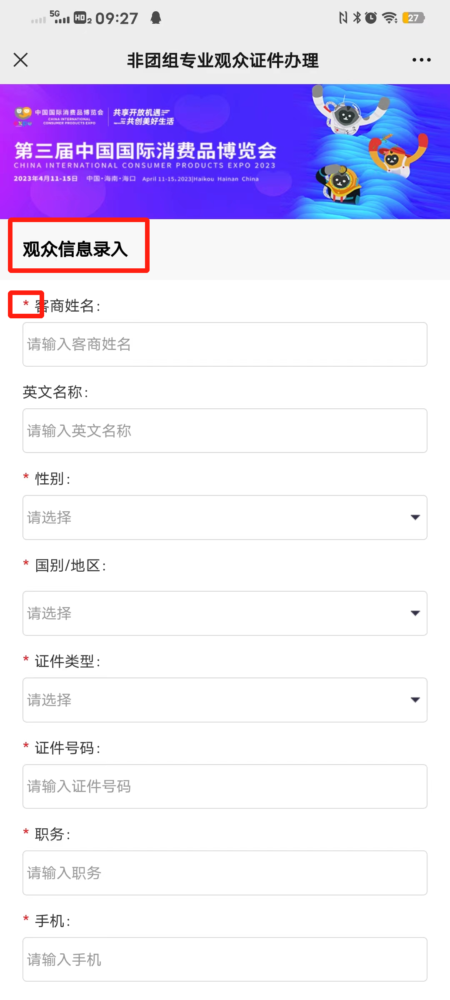 5G HD 2 09:27 27
非团组专业观众证件办理
中国国际消费品博览会
CHINA INTERNATIONAL
CONSUMER PRODUCTS EXPO
expo
共享开放机遇
共创美好生活
第三届中国国际消费品博览会
CHINA INTERNATIONAL CONSUMER PRODUCTS EXPO 2023
2023年4月11-15日 中国·海南·海口 April 11-15,2023|Haikou Hainan China
观众信息录入
* 客商姓名:
请输入客商姓名
英文名称:
请输入英文名称
* 性别:
请选择
* 国别/地区:
请选择
* 证件类型:
请选择
* 证件号码:
请输入证件号码
* 职务:
请输入职务
* 手机:
请输入手机